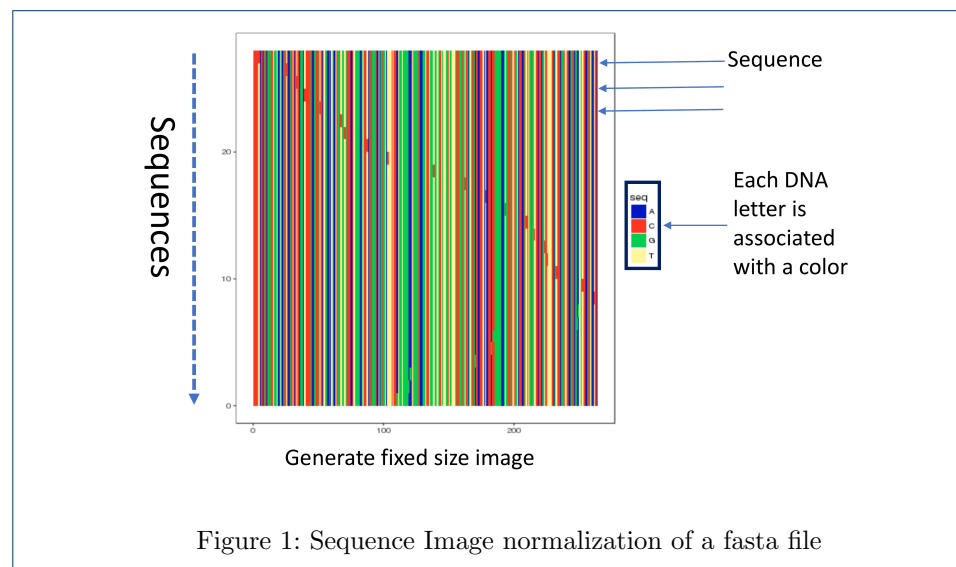 Sequence
Sequences
20
10
0
0
100
200
seq
A
C
G
T
Each DNA
letter is
associated
with a color
Generate fixed size image
Figure 1: Sequence Image normalization of a fasta file